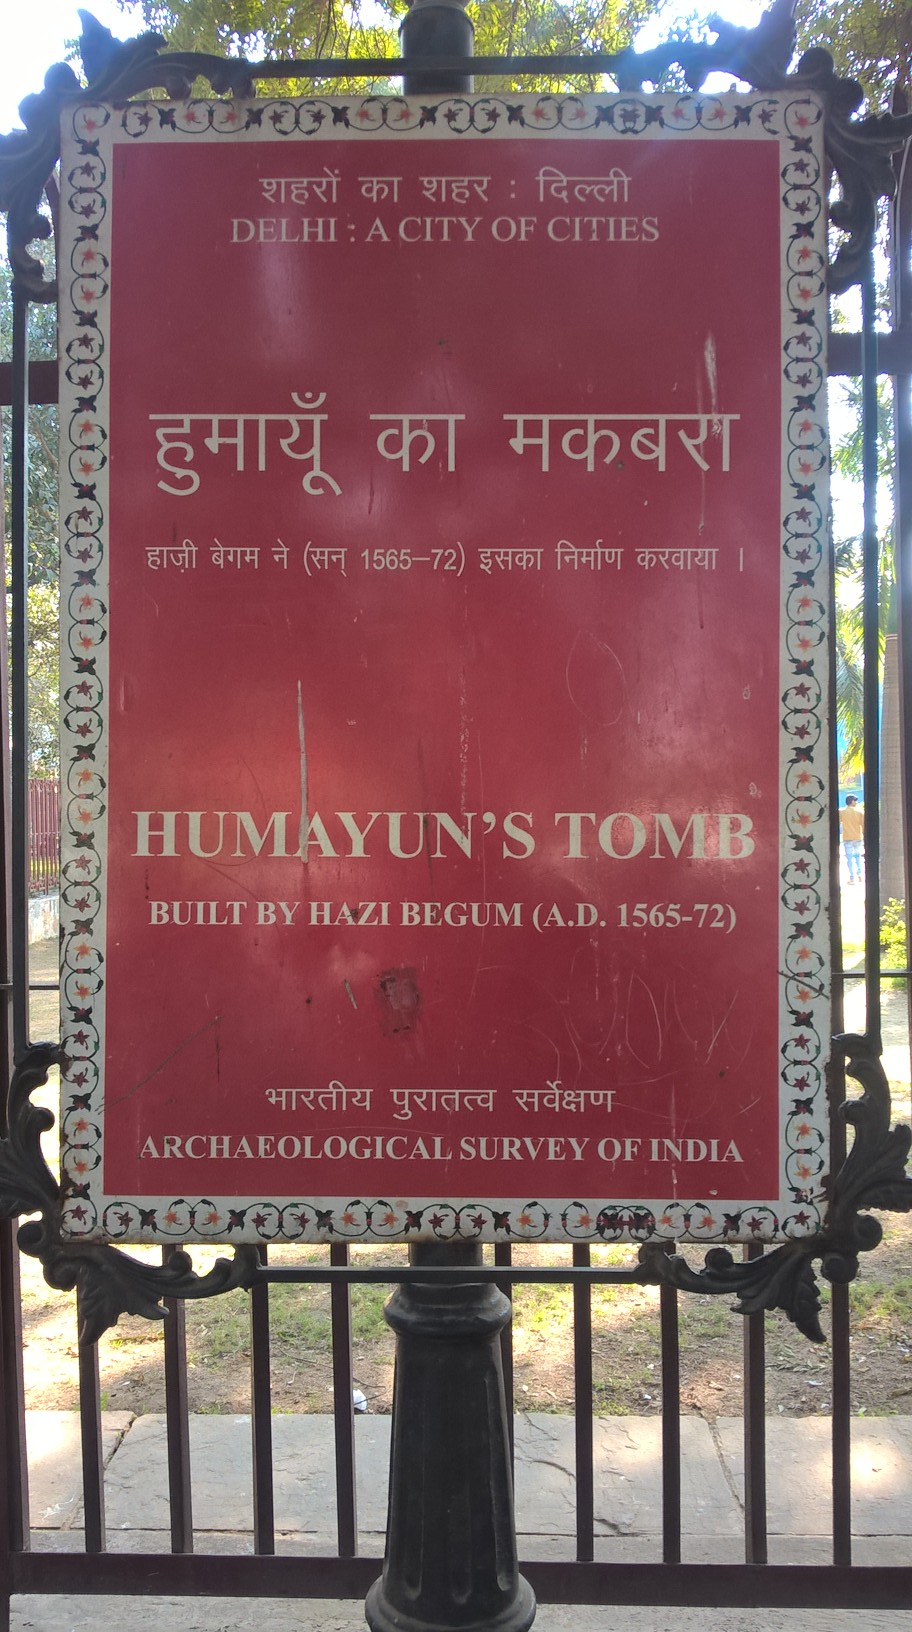 शहरों का शहर : दिल्ली
DELHI : A CITY OF CITIES
हुमायूँ का मकबरा
हाज़ी बेगम ने (सन् 1565–72) इसका निर्माण करवाया ।
HUMAYUN'S TOMB
BUILT BY HAZI BEGUM (A.D. 1565-72)
भारतीय पुरातत्व सर्वेक्षण
ARCHAEOLOGICAL SURVEY OF INDIA